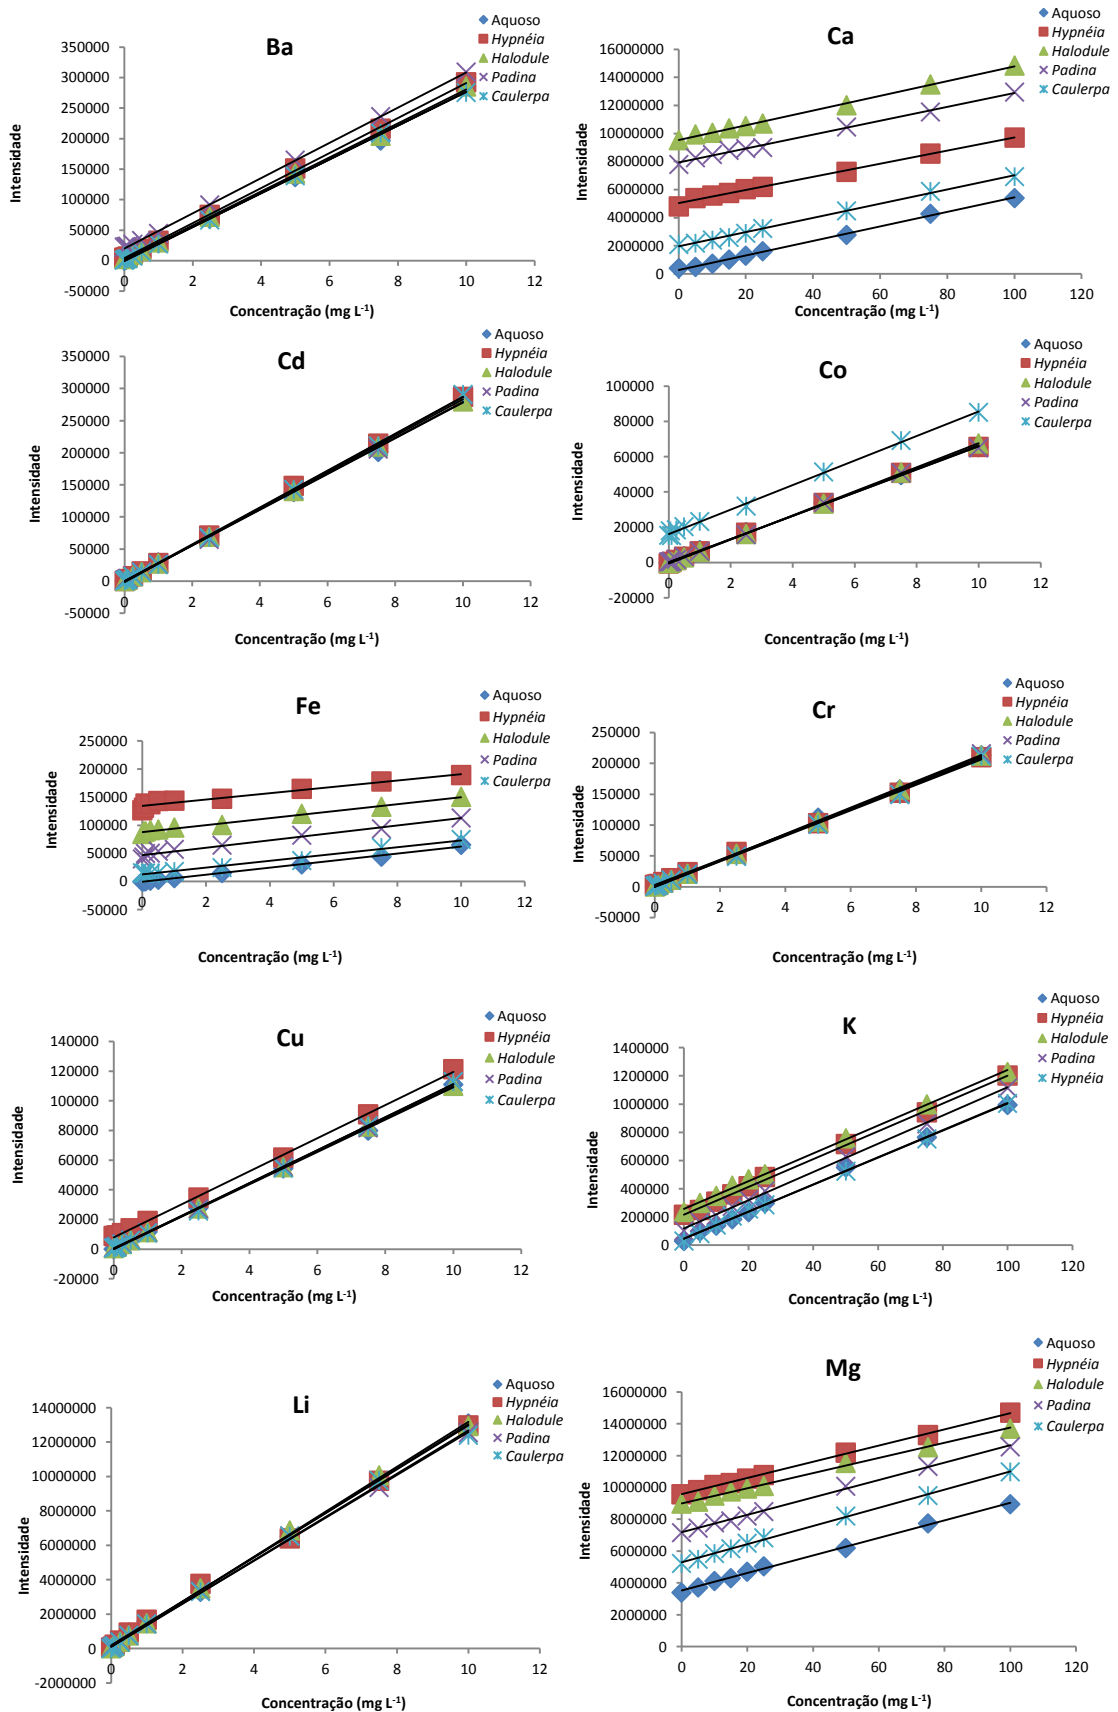 Ba
Intensidade
350000
300000
250000
200000
150000
100000
50000
0
-50000
0 2 4 6 8 10 12
Concentração (mg L⁻¹)
Aquoso
Hypnéia
Halodule
Padina
Caulerpa
Ca
Intensidade
16000000
14000000
12000000
10000000
8000000
6000000
4000000
2000000
0
0 20 40 60 80 100 120
Concentração (mg L⁻¹)
Aquoso
Hypnéia
Halodule
Padina
Caulerpa
Cd
Intensidade
350000
300000
250000
200000
150000
100000
50000
0
-50000
0 2 4 6 8 10 12
Concentração (mg L⁻¹)
Aquoso
Hypnéia
Halodule
Padina
Caulerpa
Co
Intensidade
100000
80000
60000
40000
20000
0
-20000
0 2 4 6 8 10 12
Concentração (mg L⁻¹)
Aquoso
Hypnéia
Halodule
Padina
Caulerpa
Fe
Intensidade
250000
200000
150000
100000
50000
0
-50000
0 2 4 6 8 10 12
Concentração (mg L⁻¹)
Aquoso
Hypnéia
Halodule
Padina
Caulerpa
Cr
Intensidade
250000
200000
150000
100000
50000
0
-50000
0 2 4 6 8 10 12
Concentração (mg L⁻¹)
Aquoso
Hypnéia
Halodule
Padina
Caulerpa
Cu
Intensidade
140000
120000
100000
80000
60000
40000
20000
0
-20000
0 2 4 6 8 10 12
Concentração (mg L⁻¹)
Aquoso
Hypnéia
Halodule
Padina
Caulerpa
K
Intensidade
1400000
1200000
1000000
800000
600000
400000
200000
0
0 20 40 60 80 100 120
Concentração (mg L⁻¹)
Aquoso
Hypnéia
Halodule
Padina
Hypnéia
Li
Intensidade
14000000
12000000
10000000
8000000
6000000
4000000
2000000
0
-2000000
0 2 4 6 8 10 12
Concentração (mg L⁻¹)
Aquoso
Hypnéia
Halodule
Padina
Caulerpa
Mg
Intensidade
16000000
14000000
12000000
10000000
8000000
6000000
4000000
2000000
0
0 20 40 60 80 100 120
Concentração (mg L⁻¹)
Aquoso
Hypnéia
Halodule
Padina
Caulerpa